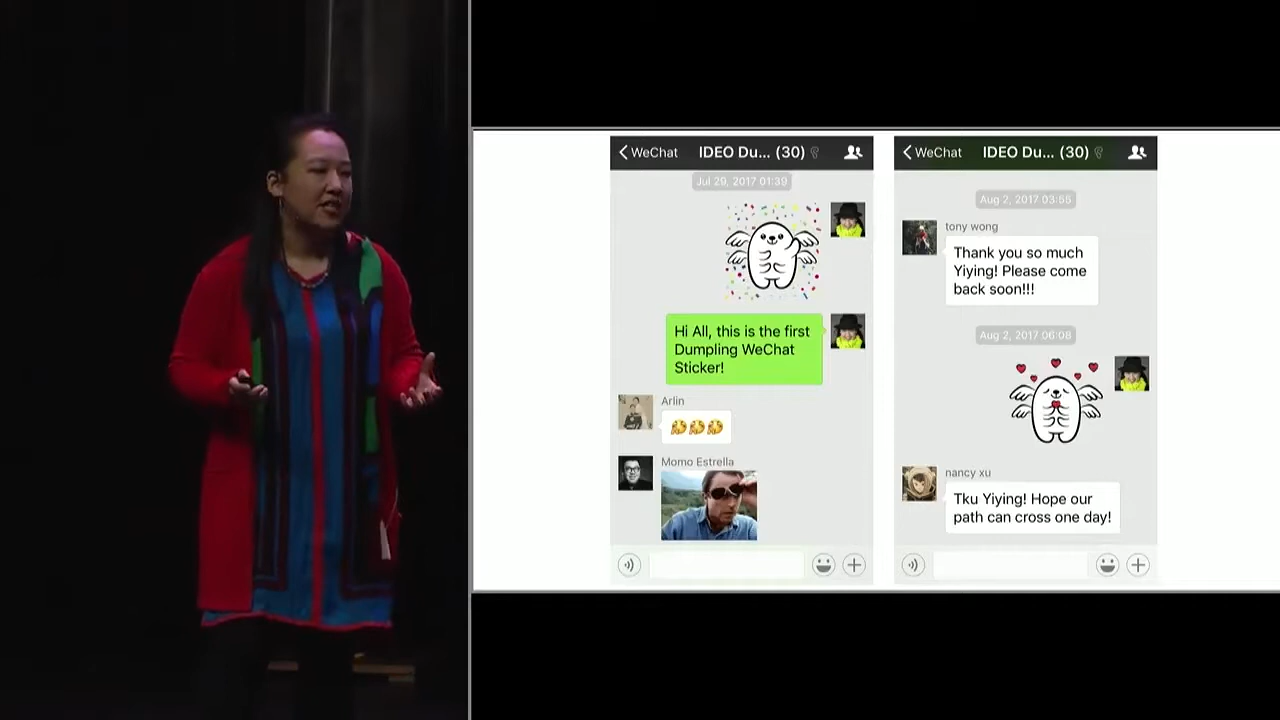 WeChat
IDEO Du... (30)
Jul 29, 2017 01:39
Hi All, this is the first
Dumpling WeChat
Sticker!
Arlin
Momo Estrella
WeChat
IDEO Du... (30)
Aug 2, 2017 03:55
tony wong
Thank you so much
Yiying! Please come
back soon!!!
Aug 2, 2017 06:08
nancy xu
Tku Yiying! Hope our
path can cross one day!